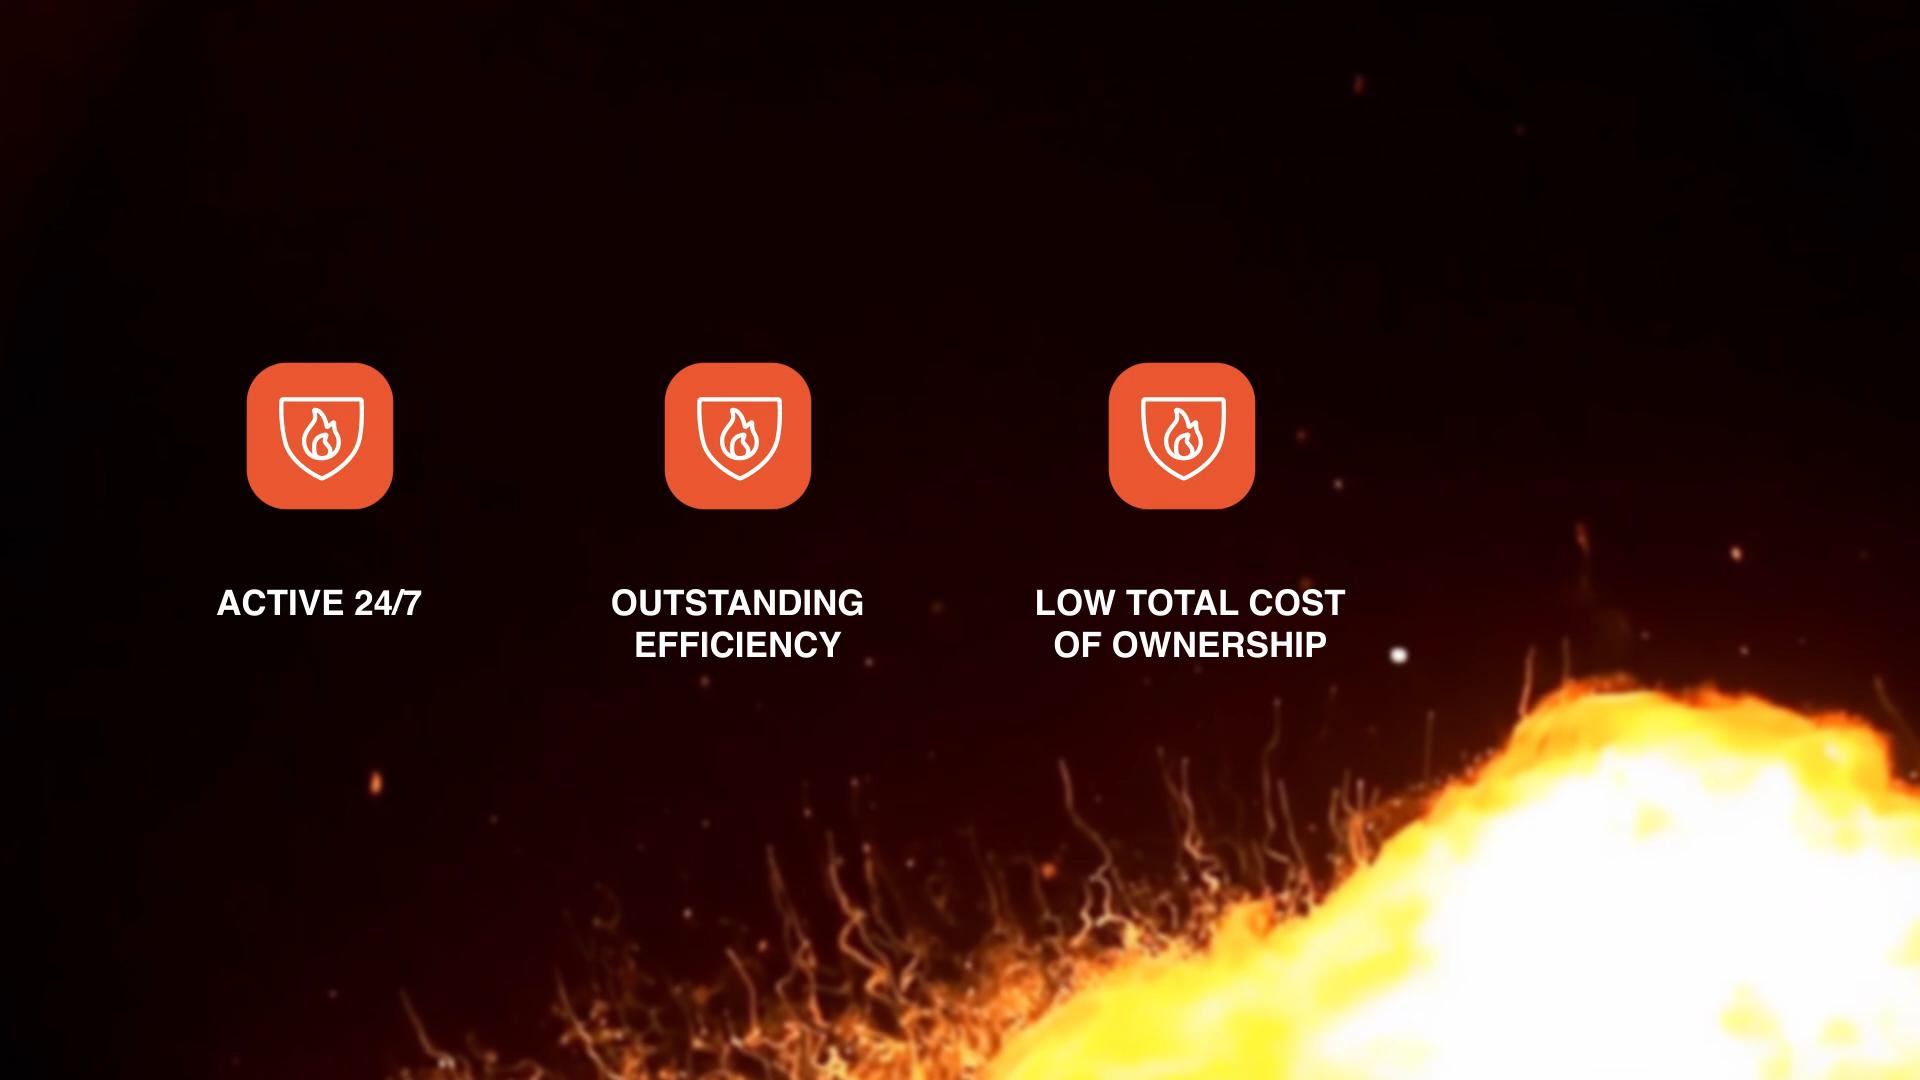 ACTIVE 24/7
OUTSTANDING
EFFICIENCY
LOW TOTAL COST
OF OWNERSHIP